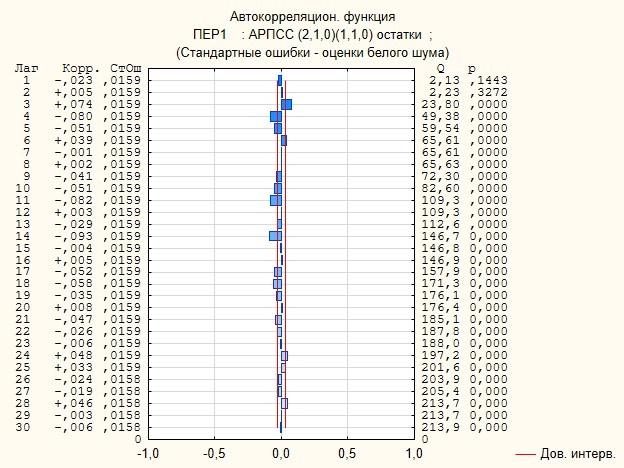 Автокорреляцион. функция
ПЕР1 : АРПСС (2,1,0)(1,1,0) остатки ;
(Стандартные ошибки - оценки белого шума)
Лаг Корр. СтОш Q p
1 -,023 ,0159 2,13 ,1443
2 +,005 ,0159 2,23 ,3272
3 +,074 ,0159 23,80 ,0000
4 -,080 ,0159 49,38 ,0000
5 -,051 ,0159 59,54 ,0000
6 +,039 ,0159 65,61 ,0000
7 -,001 ,0159 65,61 ,0000
8 +,002 ,0159 65,63 ,0000
9 -,041 ,0159 72,30 ,0000
10 -,051 ,0159 82,60 ,0000
11 -,082 ,0159 109,3 ,0000
12 +,003 ,0159 109,3 ,0000
13 -,029 ,0159 112,6 ,0000
14 -,093 ,0159 146,7 0,000
15 -,004 ,0159 146,8 0,000
16 +,005 ,0159 146,9 0,000
17 -,052 ,0159 157,9 0,000
18 -,058 ,0159 171,3 0,000
19 -,035 ,0159 176,1 0,000
20 +,008 ,0159 176,4 0,000
21 -,047 ,0159 185,1 0,000
22 -,026 ,0159 187,8 0,000
23 -,006 ,0159 188,0 0,000
24 +,048 ,0159 197,2 0,000
25 +,033 ,0159 201,6 0,000
26 -,024 ,0158 203,9 0,000
27 -,019 ,0158 205,4 0,000
28 +,046 ,0158 213,7 0,000
29 -,003 ,0158 213,7 0,000
30 -,006 ,0158 213,9 0,000
0 0
-1,0 -0,5 0,0 0,5 1,0
Дов. интерв.